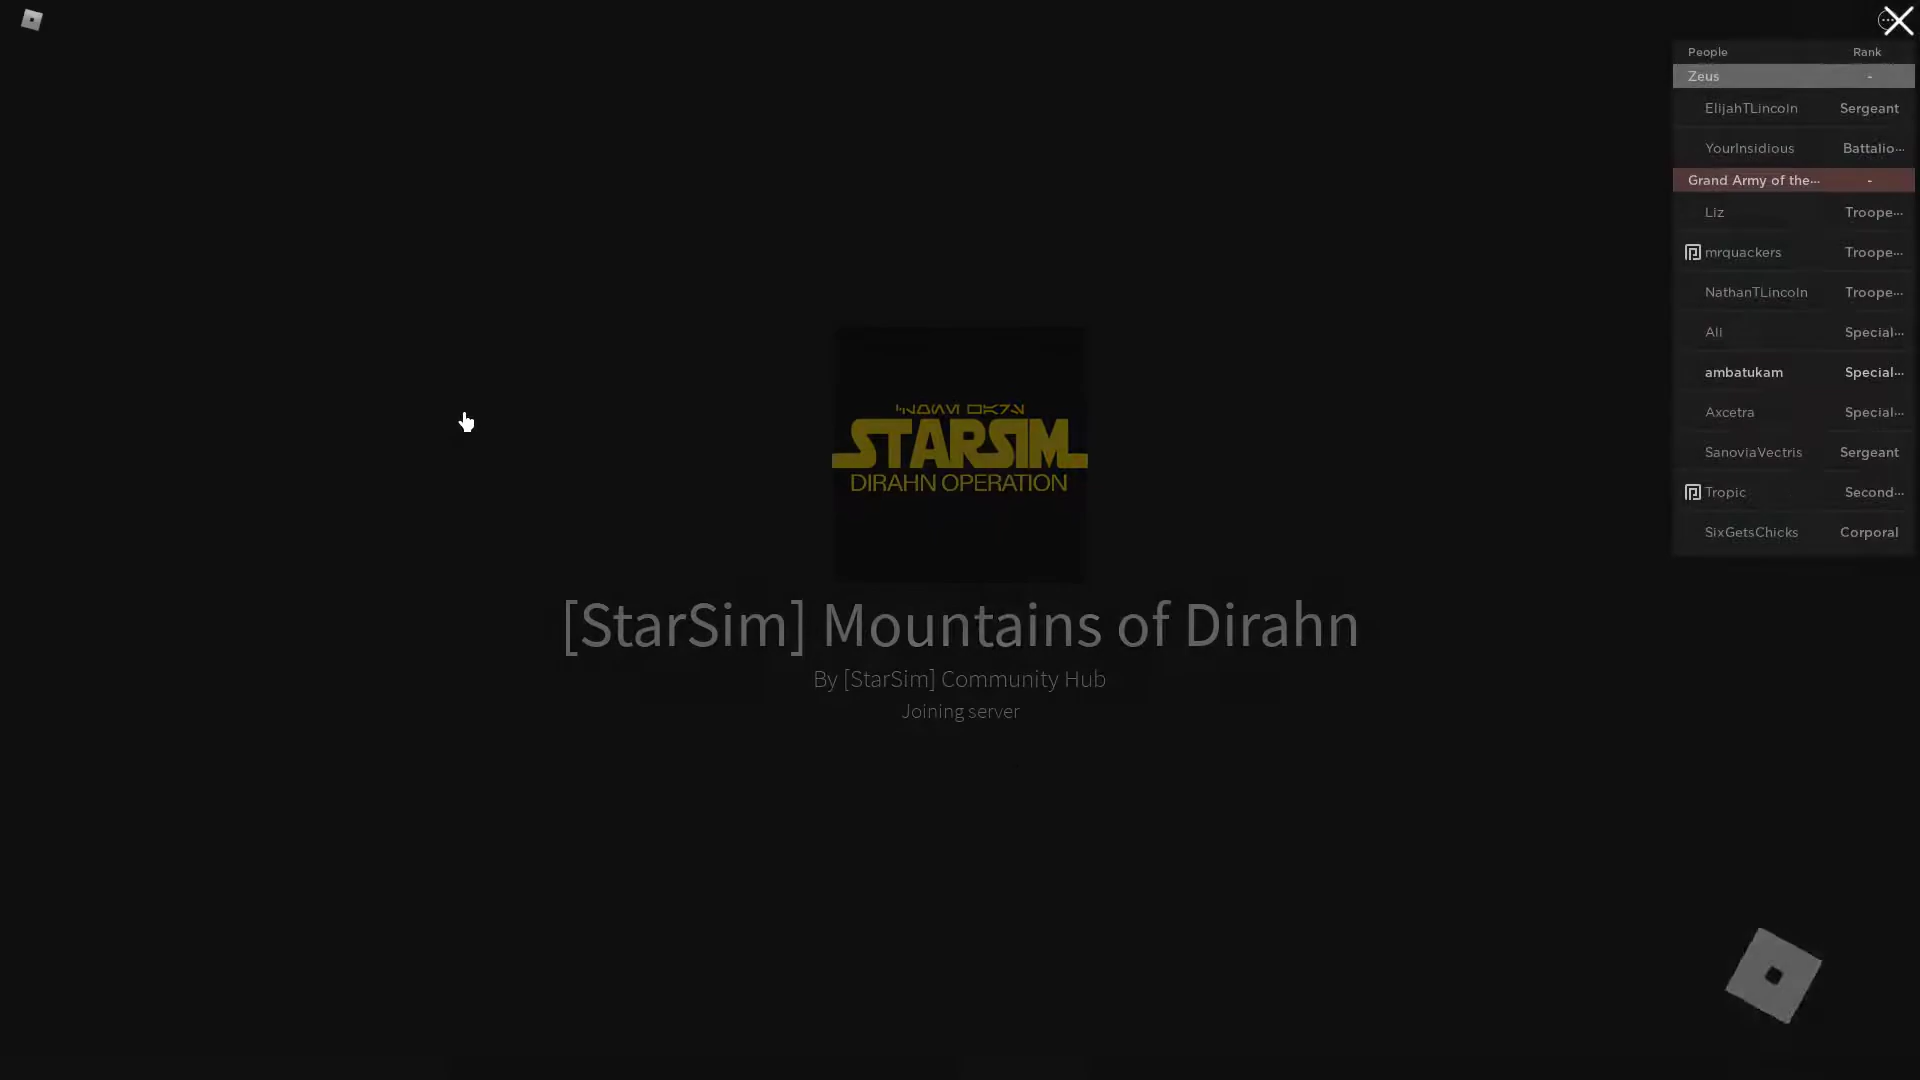 People Rank
Zeus -
ElijahTLincoln Sergeant
YourInsidious Battalio...
Grand Army of the... -
Liz Troope...
mrquackers Troope...
NathanTLincoln Troope...
Ali Special...
ambatukam Special...
Axcetra Special...
SanoviaVectris Sergeant
Tropic Second...
SixGetsChicks Corporal
STARSIM
DIRAHN OPERATION
[StarSim] Mountains of Dirahn
By [StarSim] Community Hub
Joining server